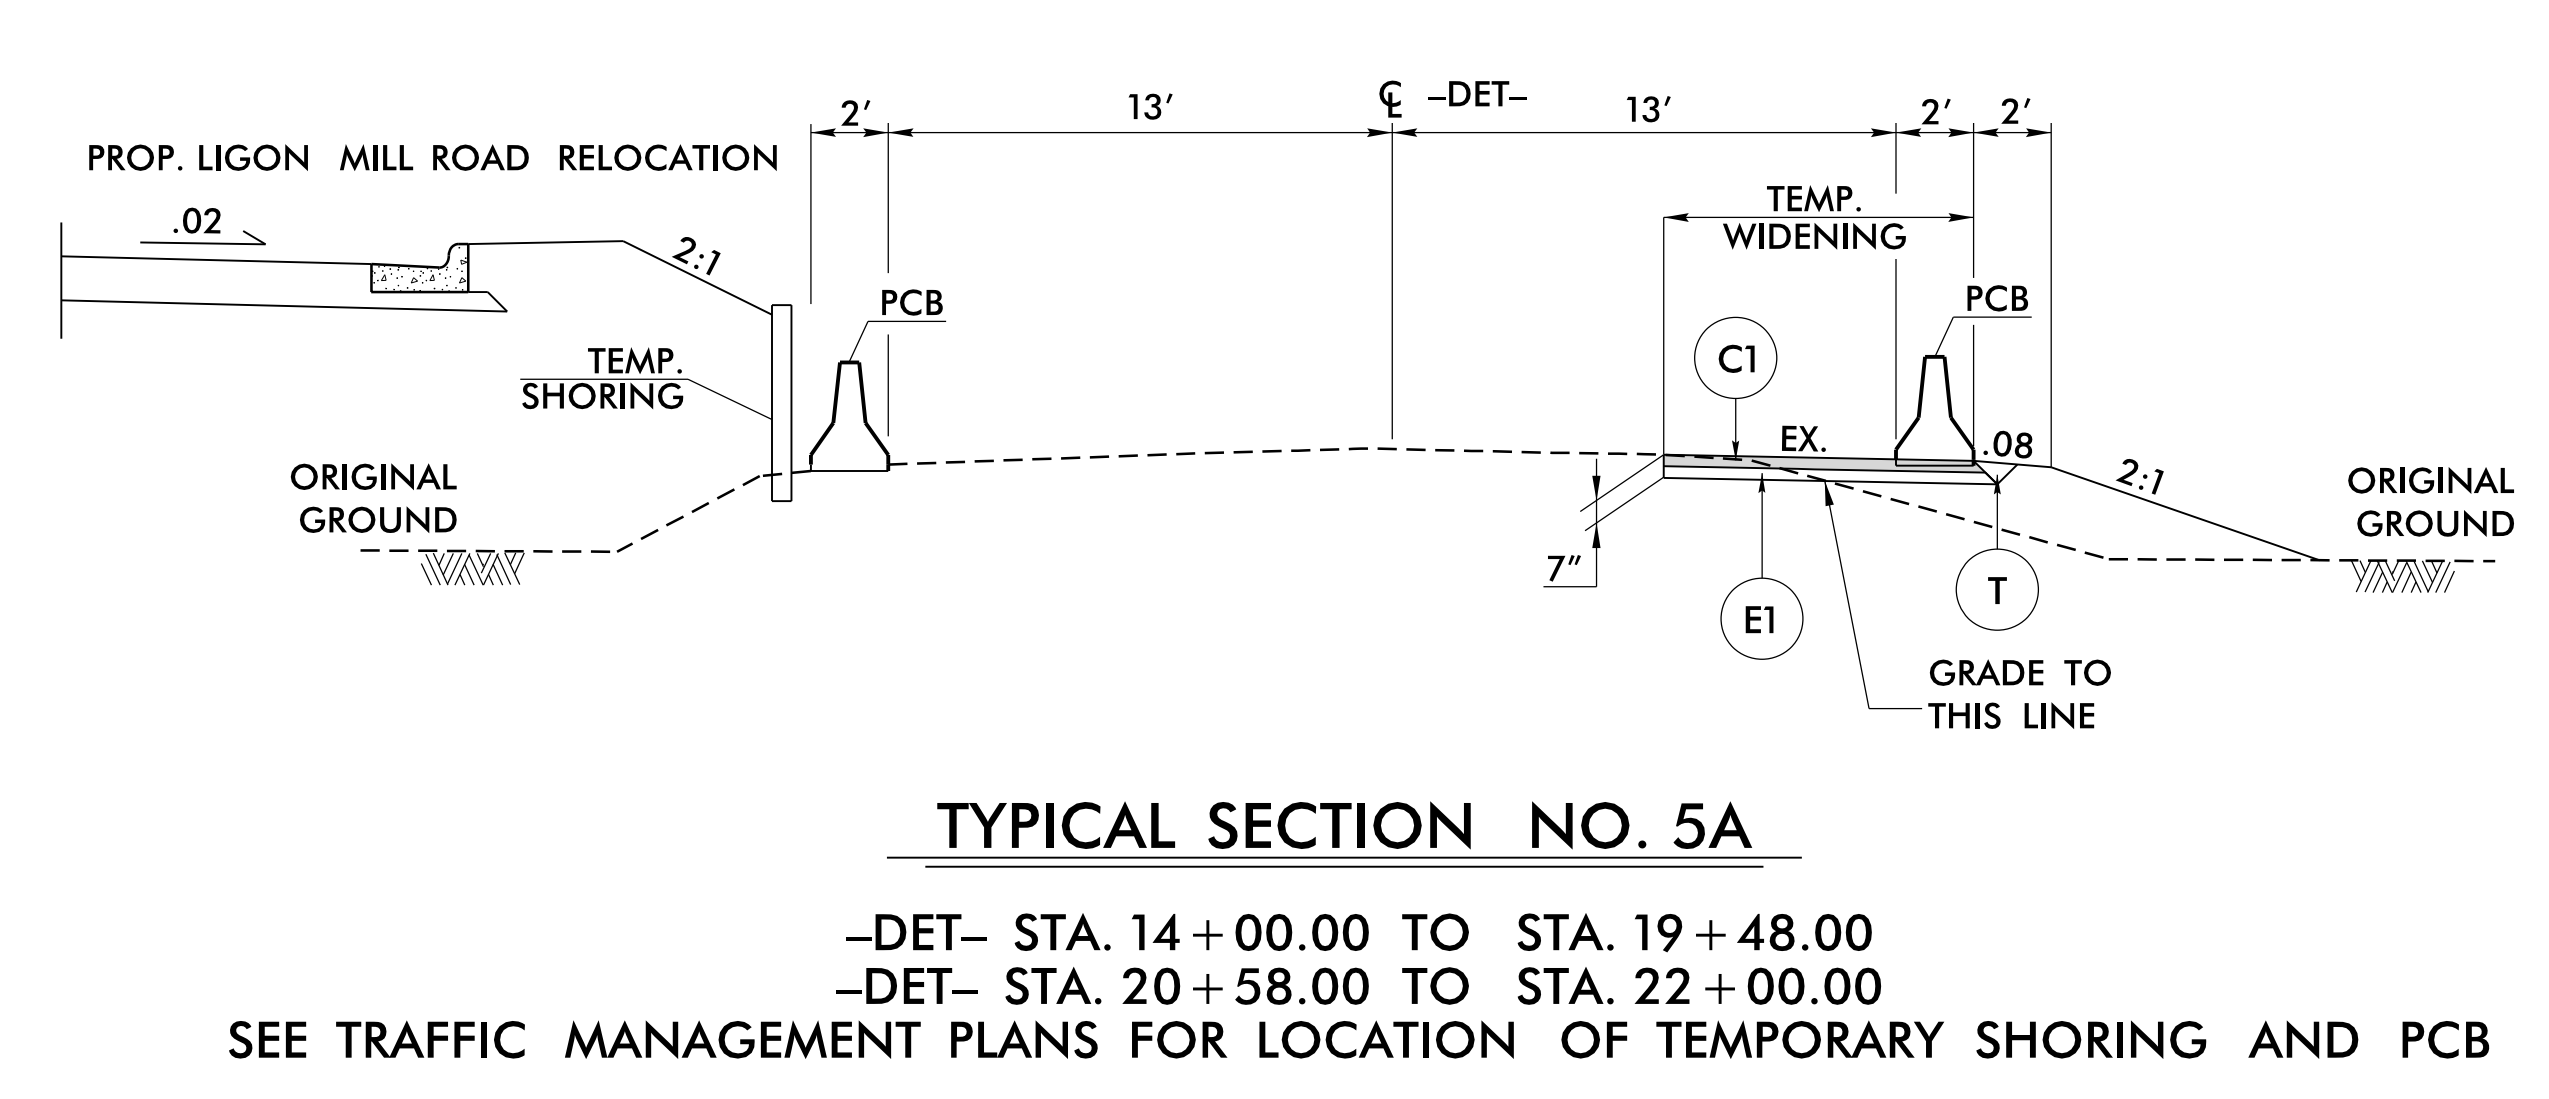 ℄ –DET–
2' 13' 13' 2' 2'
PROP. LIGON MILL ROAD RELOCATION
.02
2:1
TEMP.
WIDENING
PCB
PCB
TEMP.
SHORING
C1
EX.
.08
2:1
ORIGINAL
GROUND
ORIGINAL
GROUND
7"
E1
T
GRADE TO
THIS LINE
TYPICAL SECTION NO. 5A
–DET– STA. 14+00.00 TO STA. 19+48.00
–DET– STA. 20+58.00 TO STA. 22+00.00
SEE TRAFFIC MANAGEMENT PLANS FOR LOCATION OF TEMPORARY SHORING AND PCB